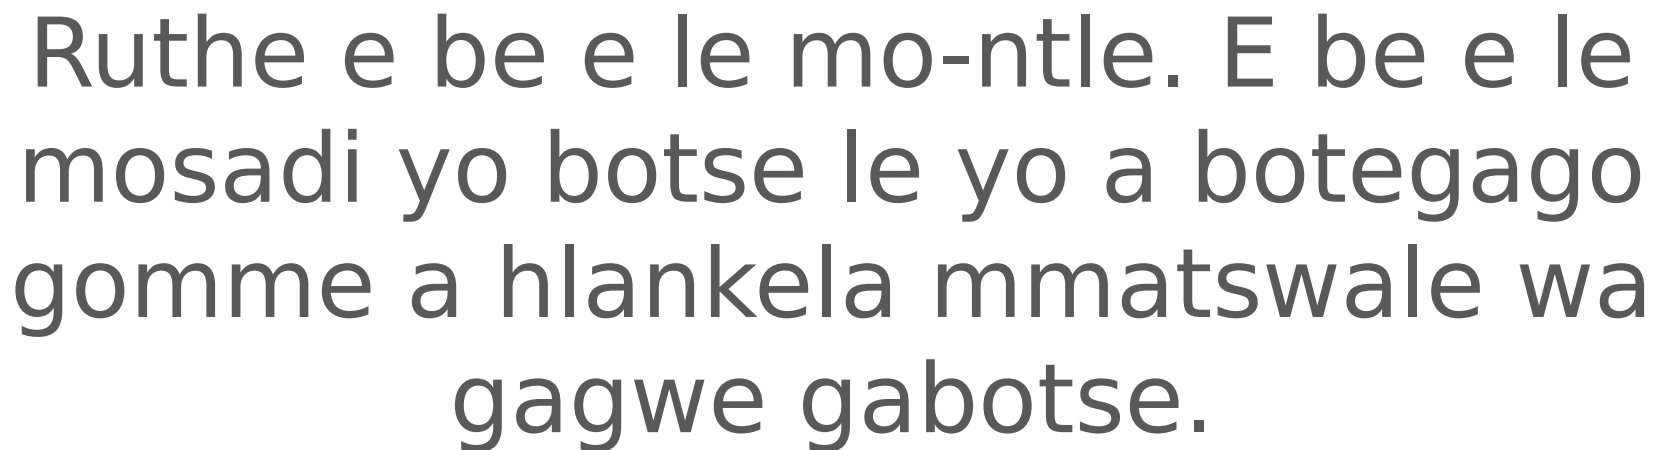 Ruthe e be e le mo-ntle. E be e le
mosadi yo botse le yo a botegago
gomme a hlankela mmatswale wa
gagwe gabotse.